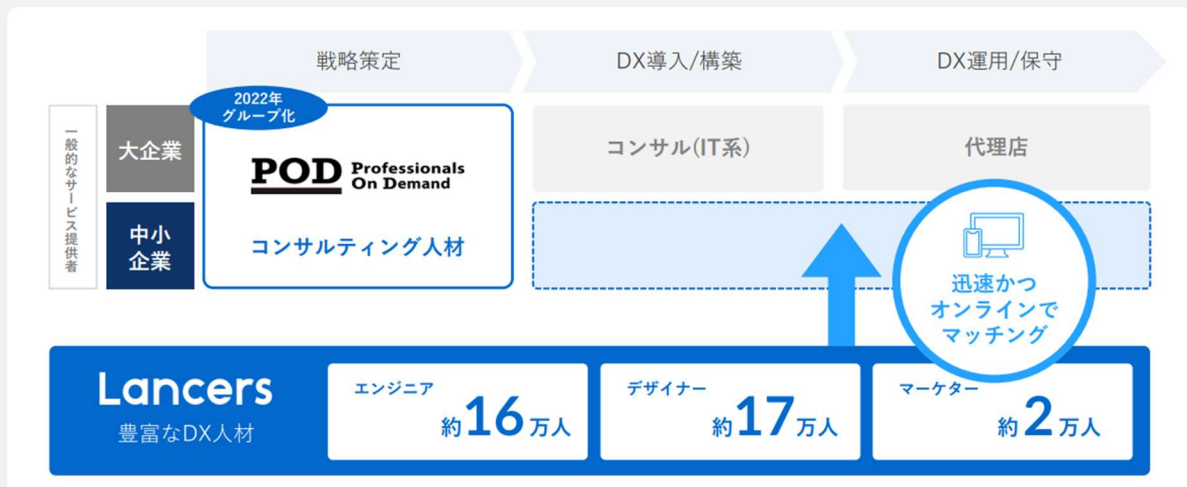 戦略策定
DX導入/構築
DX運用/保守
2022年
グループ化
一般的なサービス提供者
大企業
POD Professionals
On Demand
コンサル(IT系)
代理店
中小
企業
コンサルティング人材
迅速かつ
オンラインで
マッチング
Lancers
豊富なDX人材
エンジニア
約16万人
デザイナー
約17万人
マーケター
約2万人